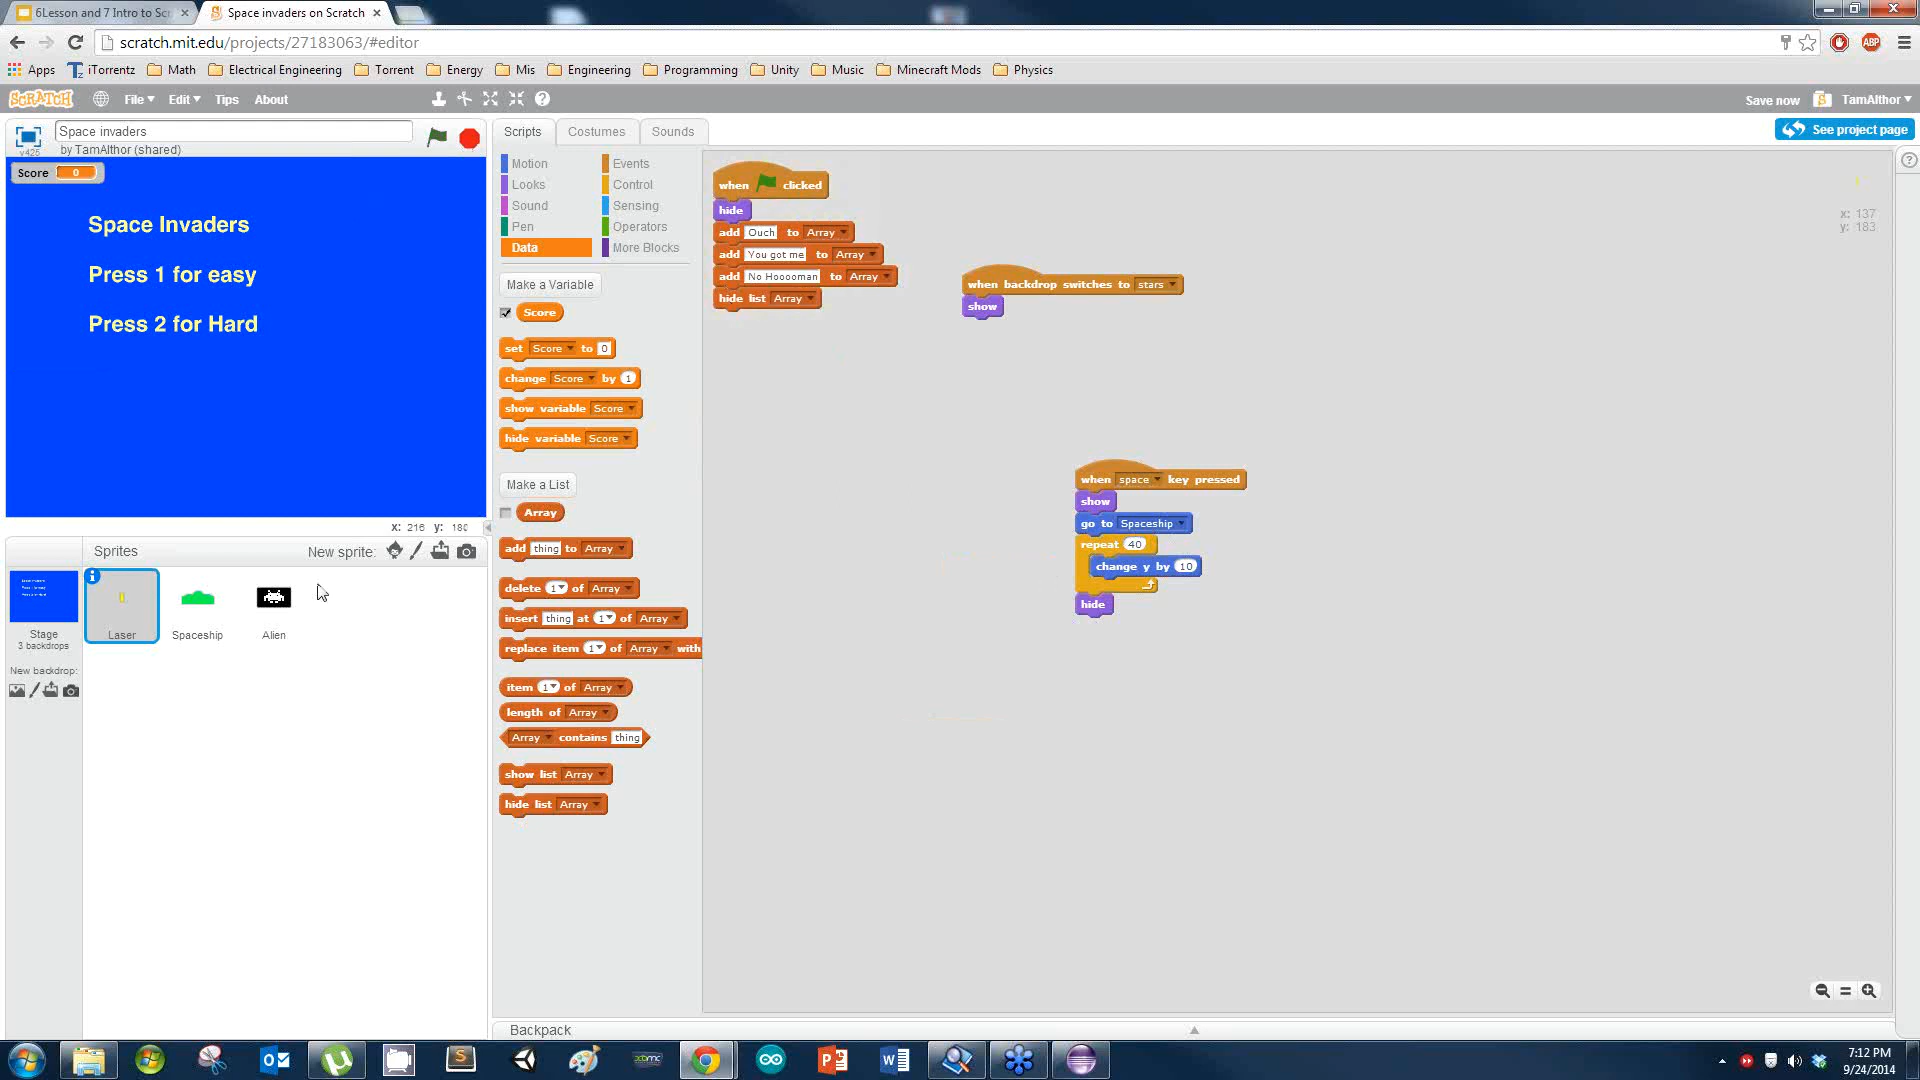 6Lesson and 7 Intro to Scr
Space invaders on Scratch
scratch.mit.edu/projects/27183063/#editor
ABP
Apps
iTorrentz
Math
Electrical Engineering
Torrent
Energy
Mis
Engineering
Programming
Unity
Music
Minecraft Mods
Physics
SCRATCH
File
Edit
Tips
About
Save now
TamAlthor
Space invaders
by TamAlthor (shared)
v425
Scripts
Costumes
Sounds
See project page
Score 0
Space Invaders
Press 1 for easy
Press 2 for Hard
x: 216 y: 180
Motion
Looks
Sound
Pen
Data
Events
Control
Sensing
Operators
More Blocks
Make a Variable
Score
set Score to 0
change Score by 1
show variable Score
hide variable Score
Make a List
Array
add thing to Array
delete 1 of Array
insert thing at 1 of Array
replace item 1 of Array with
item 1 of Array
length of Array
Array contains thing
show list Array
hide list Array
when clicked
hide
add Ouch to Array
add You got me to Array
add No Hooooman to Array
hide list Array
when backdrop switches to stars
show
when space key pressed
show
go to Spaceship
repeat 40
change y by 10
hide
x: 137
y: 183
Sprites
New sprite:
Stage
3 backdrops
New backdrop:
Laser
Spaceship
Alien
Backpack
xbmc
7:12 PM
9/24/2014